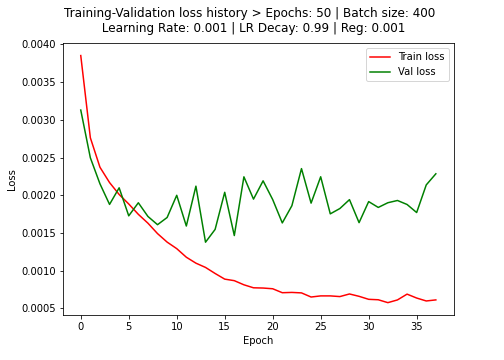 Training-Validation loss history > Epochs: 50 | Batch size: 400
Learning Rate: 0.001 | LR Decay: 0.99 | Reg: 0.001
0.0040
0.0035
0.0030
0.0025
0.0020
0.0015
0.0010
0.0005
Loss
Train loss
Val loss
0 5 10 15 20 25 30 35
Epoch